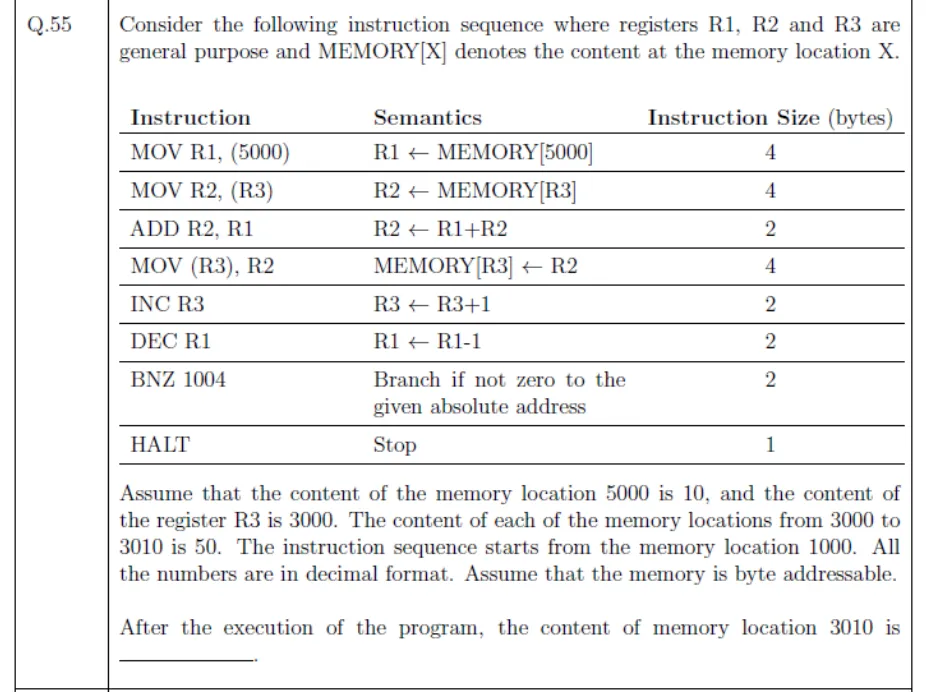 Q.55
Consider the following instruction sequence where registers R1, R2 and R3 are
general purpose and MEMORY[X] denotes the content at the memory location X.
Instruction Semantics Instruction Size (bytes)
MOV R1, (5000) R1 ← MEMORY[5000] 4
MOV R2, (R3) R2 ← MEMORY[R3] 4
ADD R2, R1 R2 ← R1+R2 2
MOV (R3), R2 MEMORY[R3] ← R2 4
INC R3 R3 ← R3+1 2
DEC R1 R1 ← R1-1 2
BNZ 1004 Branch if not zero to the 2
given absolute address
HALT Stop 1
Assume that the content of the memory location 5000 is 10, and the content of
the register R3 is 3000. The content of each of the memory locations from 3000 to
3010 is 50. The instruction sequence starts from the memory location 1000. All
the numbers are in decimal format. Assume that the memory is byte addressable.
After the execution of the program, the content of memory location 3010 is
____________.